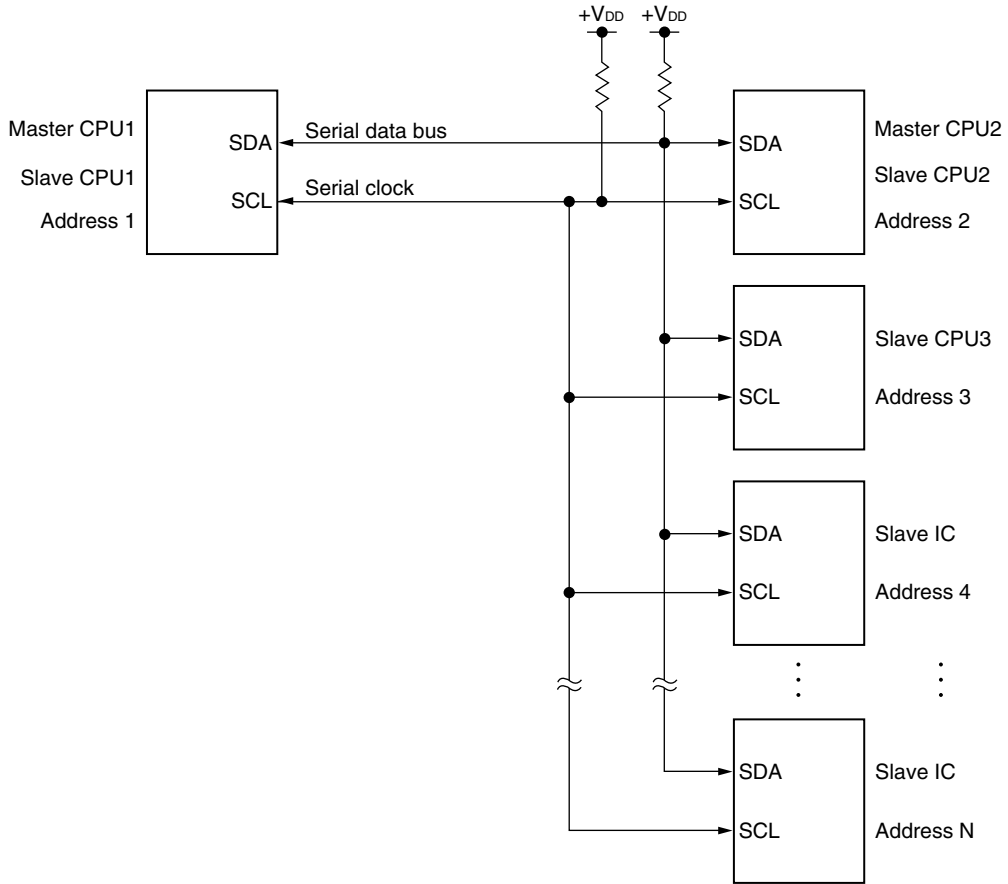 +VDD
+VDD
Master CPU1
Slave CPU1
Address 1
SDA
SCL
Serial data bus
Serial clock
SDA
SCL
Master CPU2
Slave CPU2
Address 2
SDA
SCL
Slave CPU3
Address 3
SDA
SCL
Slave IC
Address 4
SDA
SCL
Slave IC
Address N